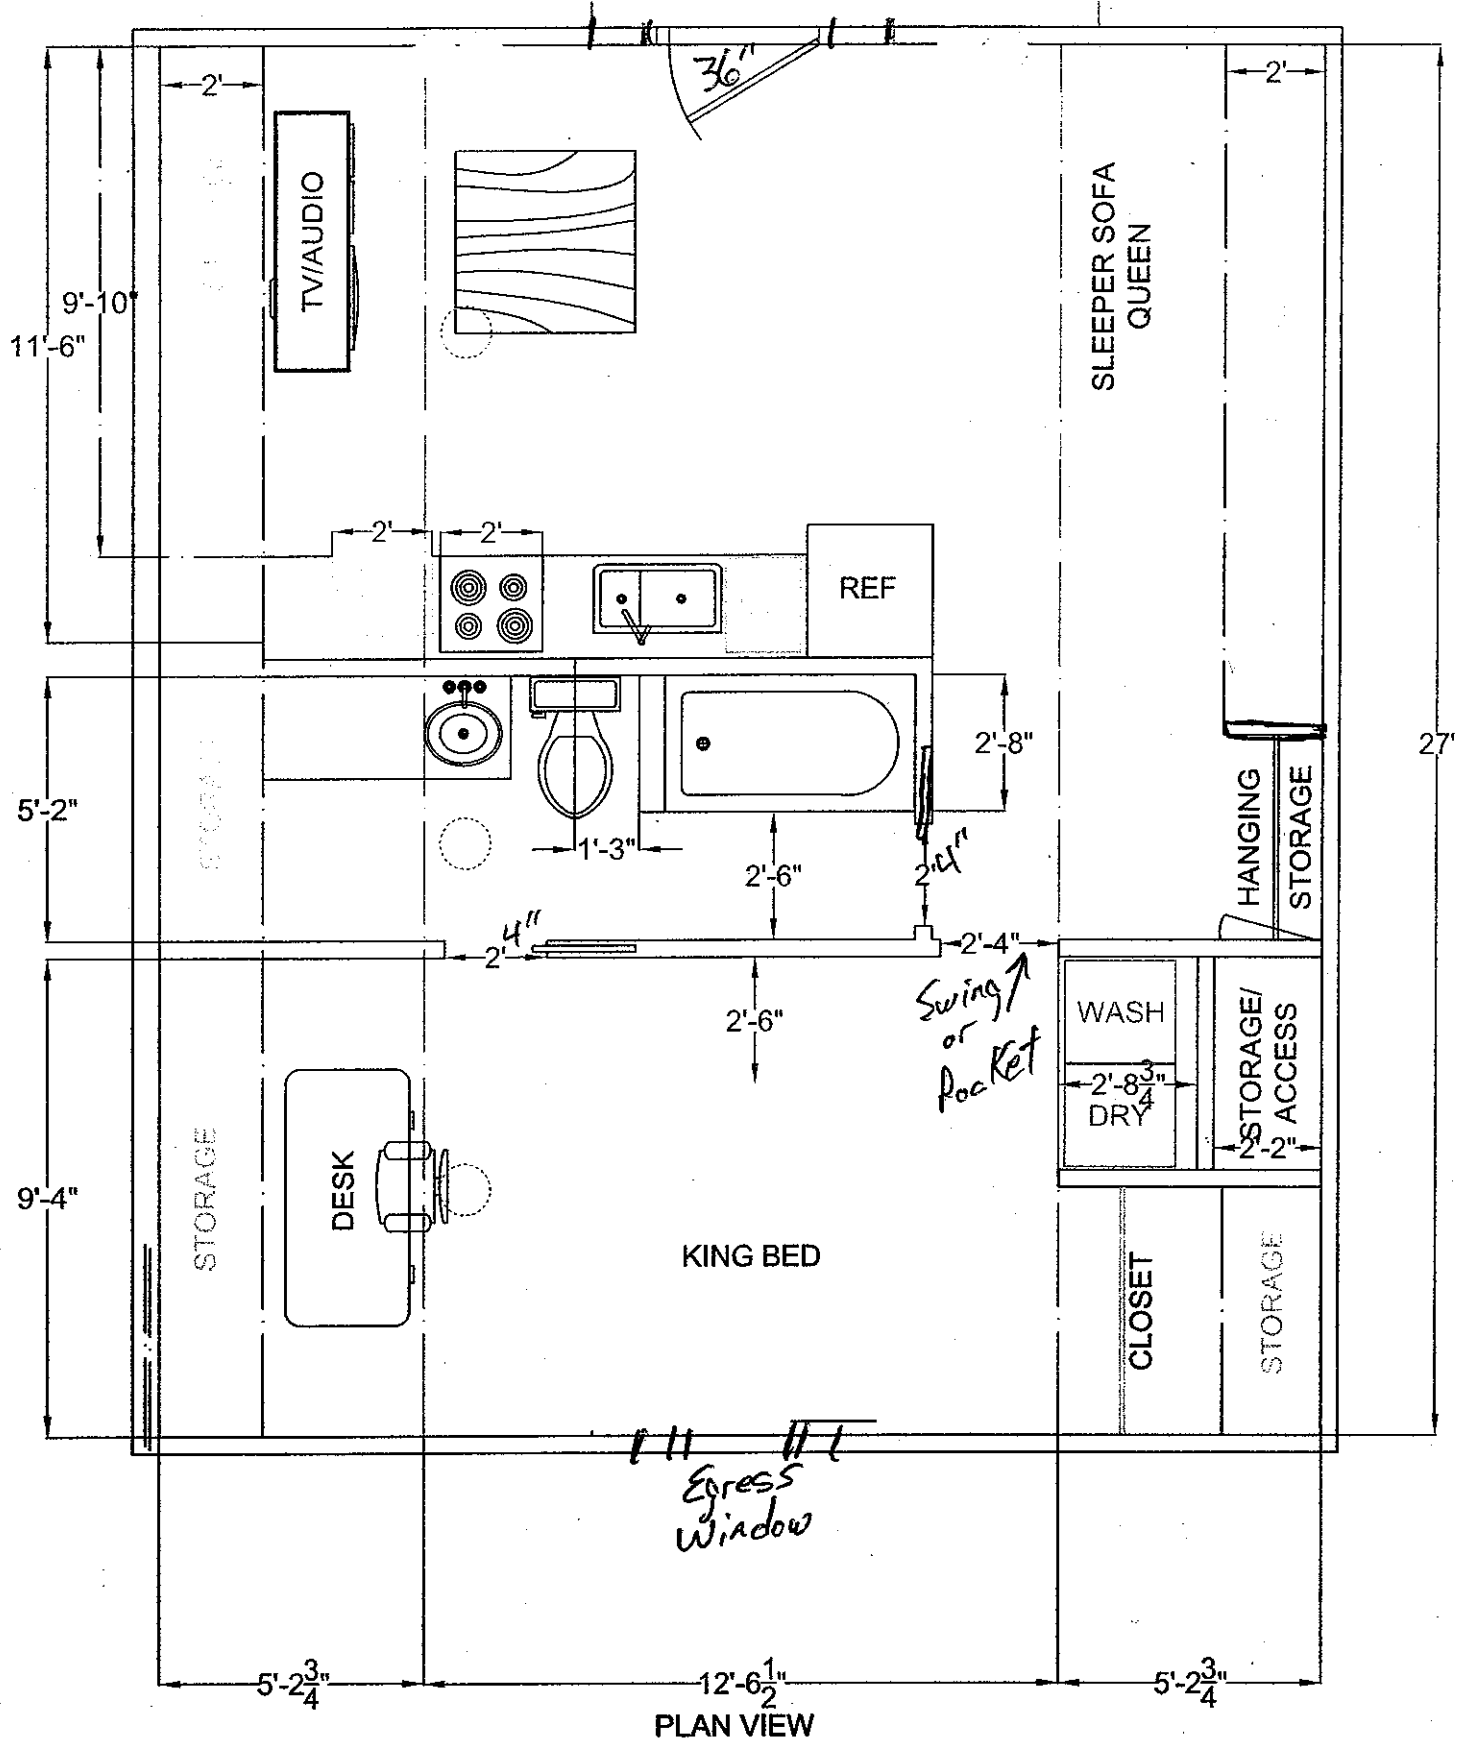 36"
2'
2'
TV/AUDIO
SLEEPER SOFA
QUEEN
9'-10"
11'-6"
2'
2'
REF
27'
5'-2"
2'-8"
1'-3"
2'-6"
2'4"
HANGING
STORAGE
2'4"
2'-4"
Swing
or
Pocket
2'-6"
WASH
2'-8 3/4"
DRY
STORAGE/
ACCESS
2'-2"
9'-4"
STORAGE
DESK
KING BED
CLOSET
STORAGE
Egress
Window
5'-2 3/4"
12'-6 1/2"
5'-2 3/4"
PLAN VIEW